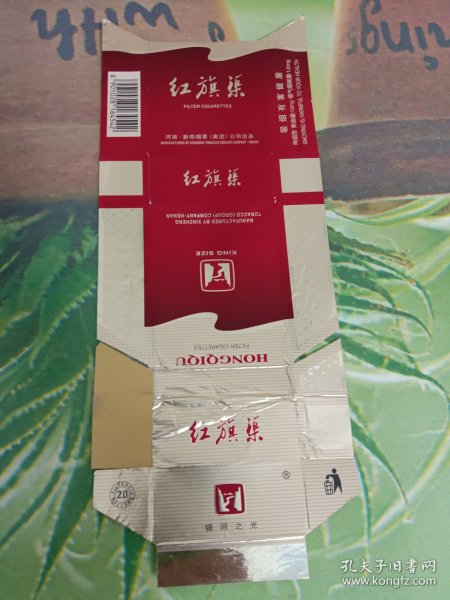 with
ining
红旗渠
FILTER CIGARETTES
河南·新郑烟草(集团)公司出品
MANUFACTURED BY XINZHENG TOBACCO (GROUP) COMPANY·HENAN
吸烟有害健康
SMOKING IS HARMFUL TO YOUR HEALTH
红旗渠
MANUFACTURED BY XINZHENG
TOBACCO (GROUP) COMPANY·HENAN
KING SIZE
FILTER CIGARETTES
HONGQIQU
红旗渠
®
20
银河之光
孔夫子旧书网
www.kongfz.com